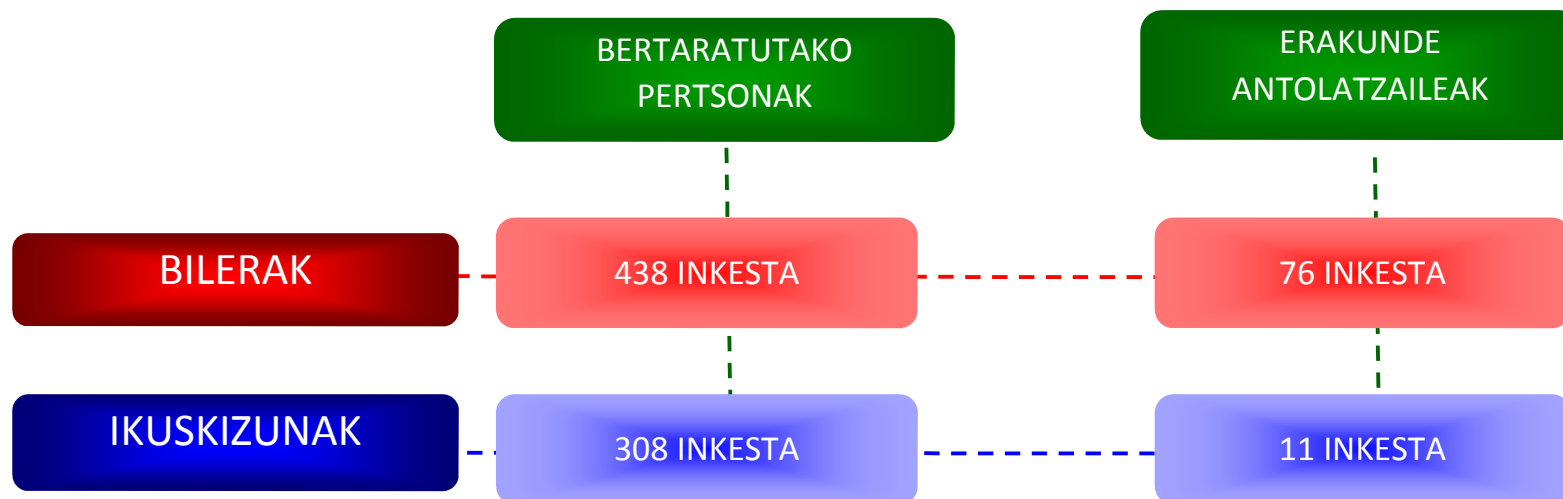 BERTARATUTAKO
PERTSONAK
ERAKUNDE
ANTOLATZAILEAK
BILERAK
438 INKESTA
76 INKESTA
IKUSKIZUNAK
308 INKESTA
11 INKESTA